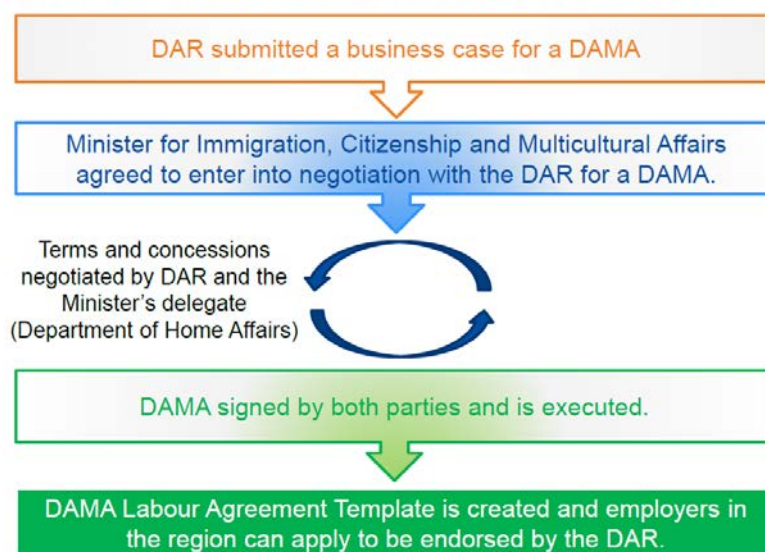 DAR submitted a business case for a DAMA
Minister for Immigration, Citizenship and Multicultural Affairs
agreed to enter into negotiation with the DAR for a DAMA.
Terms and concessions
negotiated by DAR and the
Minister's delegate
(Department of Home Affairs)
DAMA signed by both parties and is executed.
DAMA Labour Agreement Template is created and employers in
the region can apply to be endorsed by the DAR.